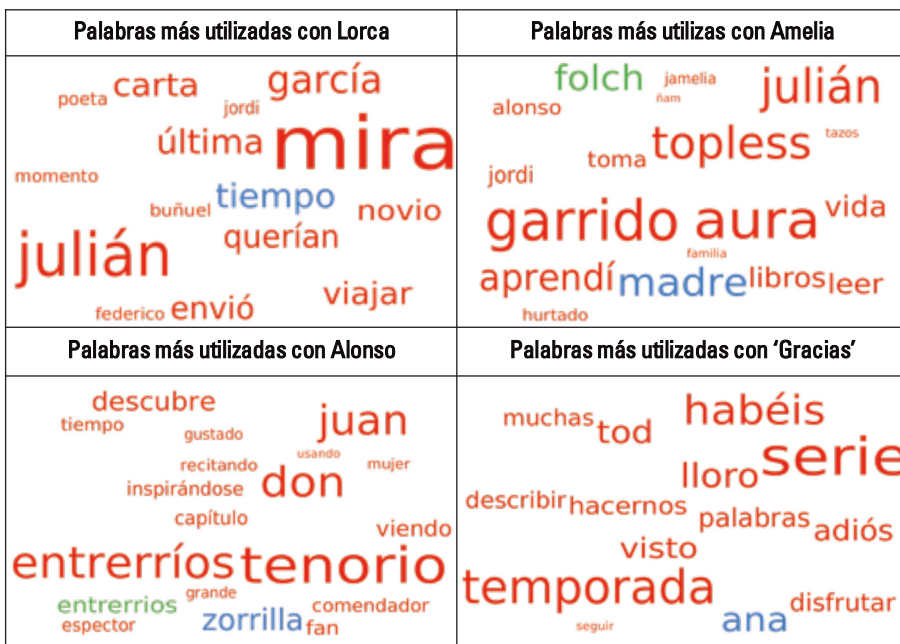 Palabras más utilizadas con Lorca
poeta carta garcía
jordi
última mira
momento
buñuel tiempo novio
julián querían
federico envió viajar
Palabras más utilizas con Amelia
folch jamelia julián
alonso ñam
toma topless tazos
jordi
garrido aura vida
familia
aprendí madre libros leer
hurtado
Palabras más utilizadas con Alonso
descubre juan
tiempo gustado
usando
recitando don mujer
inspirándose
capítulo viendo
entrerríos tenorio
entrerrios grande comendador
espector zorrilla fan
Palabras más utilizadas con ‘Gracias’
muchas tod habéis
lloro serie
describir hacernos palabras adiós
visto
temporada
ana disfrutar
seguir